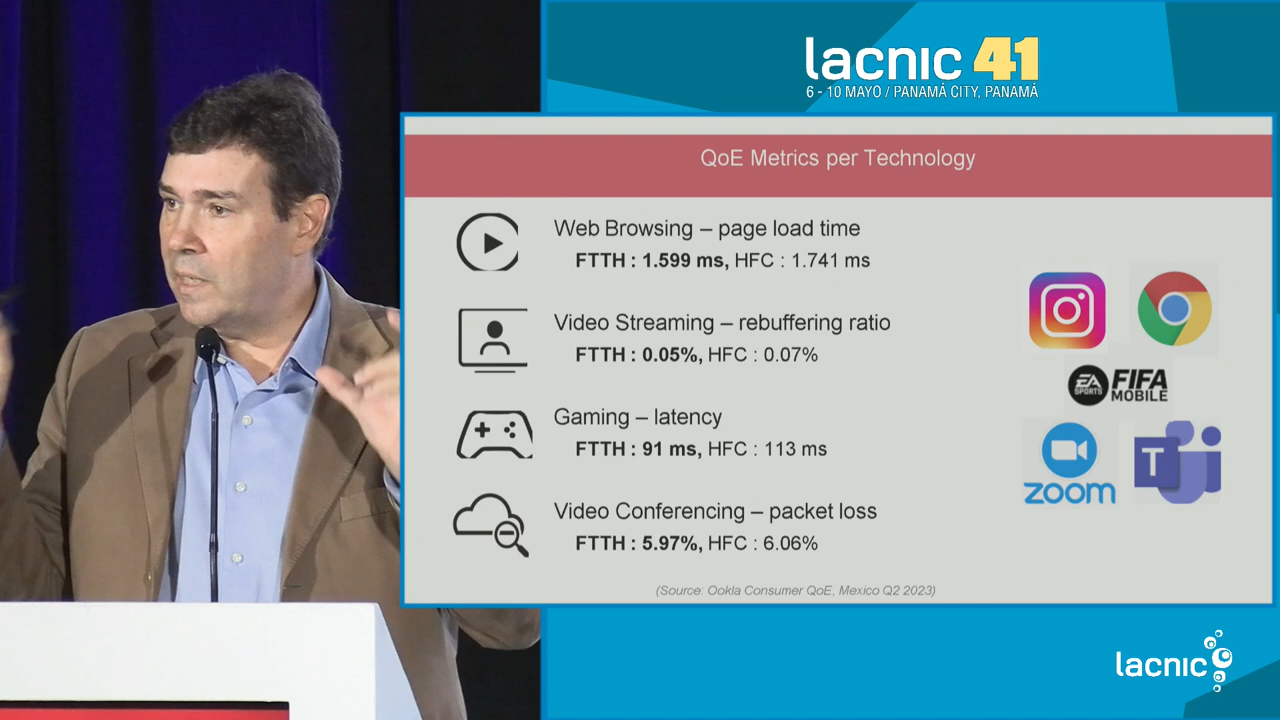 lacnic 41
6 - 10 MAYO / PANAMÁ CITY, PANAMÁ
QoE Metrics per Technology
Web Browsing – page load time
FTTH : 1.599 ms, HFC : 1.741 ms
Video Streaming – rebuffering ratio
FTTH : 0.05%, HFC : 0.07%
Gaming – latency
FTTH : 91 ms, HFC : 113 ms
Video Conferencing – packet loss
FTTH : 5.97%, HFC : 6.06%
EA SPORTS FIFA MOBILE
zoom
T
(Source: Ookla Consumer QoE, Mexico Q2 2023)
lacnic